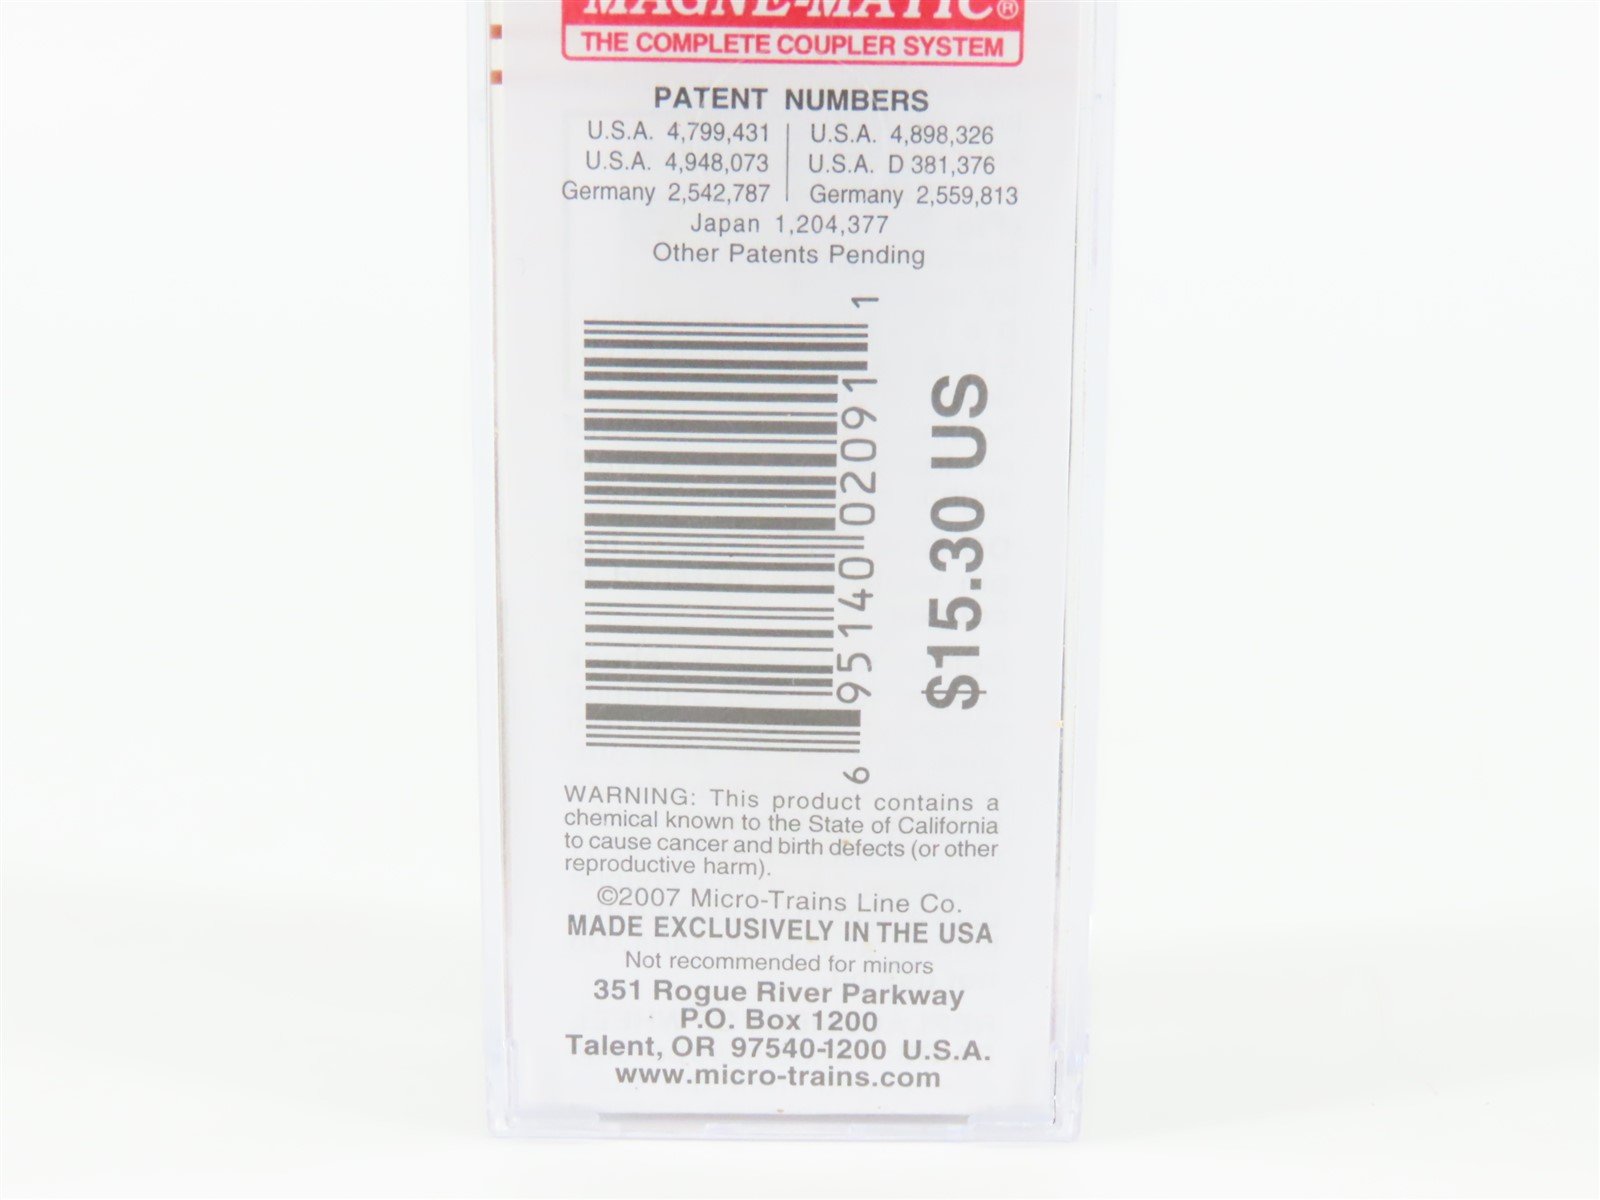 MAGNE-MATIC®
THE COMPLETE COUPLER SYSTEM
PATENT NUMBERS
U.S.A. 4,799,431 | U.S.A. 4,898,326
U.S.A. 4,948,073 | U.S.A. D 381,376
Germany 2,542,787 | Germany 2,559,813
Japan 1,204,377
Other Patents Pending
6 95140 02091 1
$15.30 US
WARNING: This product contains a
chemical known to the State of California
to cause cancer and birth defects (or other
reproductive harm).
©2007 Micro-Trains Line Co.
MADE EXCLUSIVELY IN THE USA
Not recommended for minors
351 Rogue River Parkway
P.O. Box 1200
Talent, OR 97540-1200 U.S.A.
www.micro-trains.com